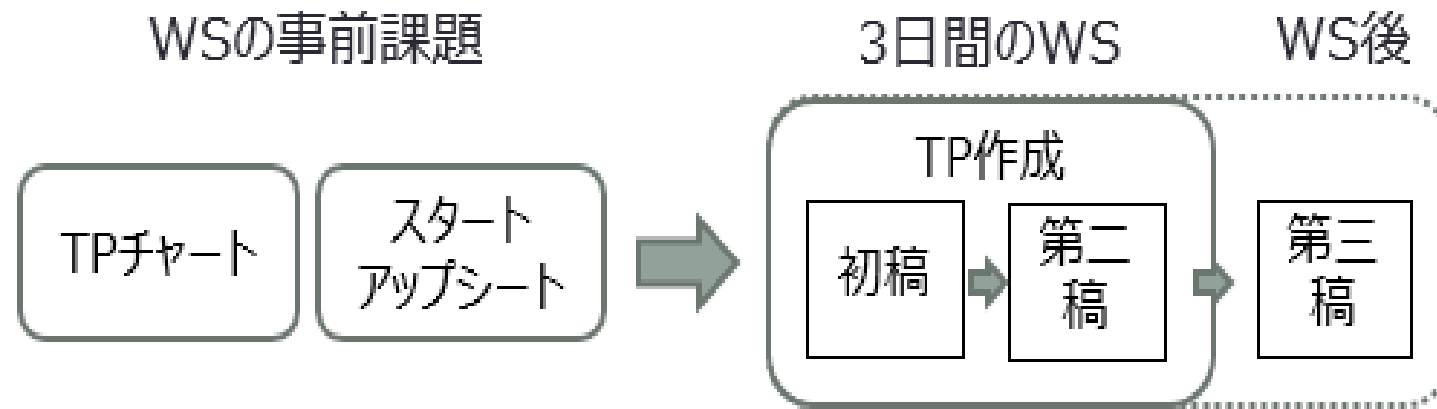 WSの事前課題
3日間のWS
WS後
TPチャート
スタート
アップシート
TP作成
初稿
第二
稿
第三
稿